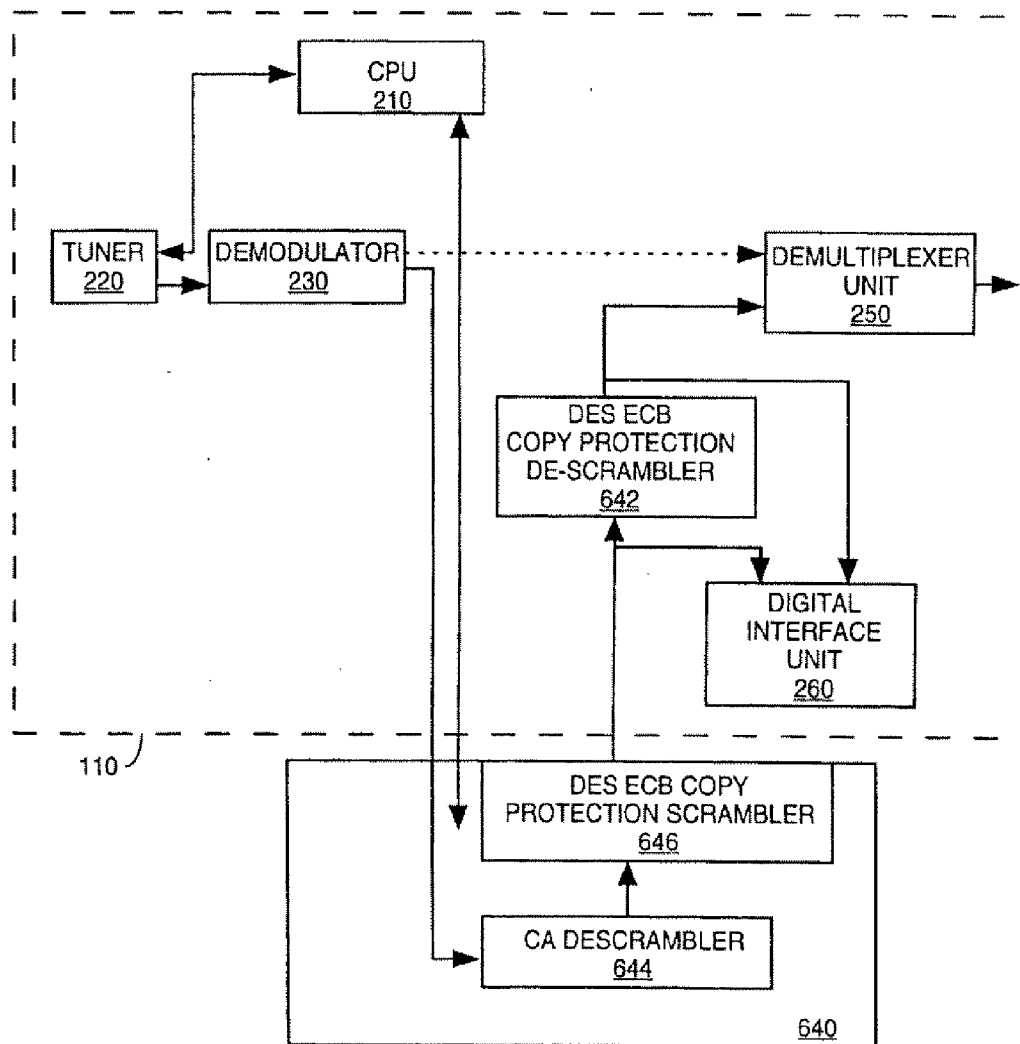 CPU
210
TUNER
220
DEMODULATOR
230
DEMULTIPLEXER
UNIT
250
DES ECB
COPY PROTECTION
DE-SCRAMBLER
642
DIGITAL
INTERFACE
UNIT
260
110
DES ECB COPY
PROTECTION SCRAMBLER
646
CA DESCRAMBLER
644
640